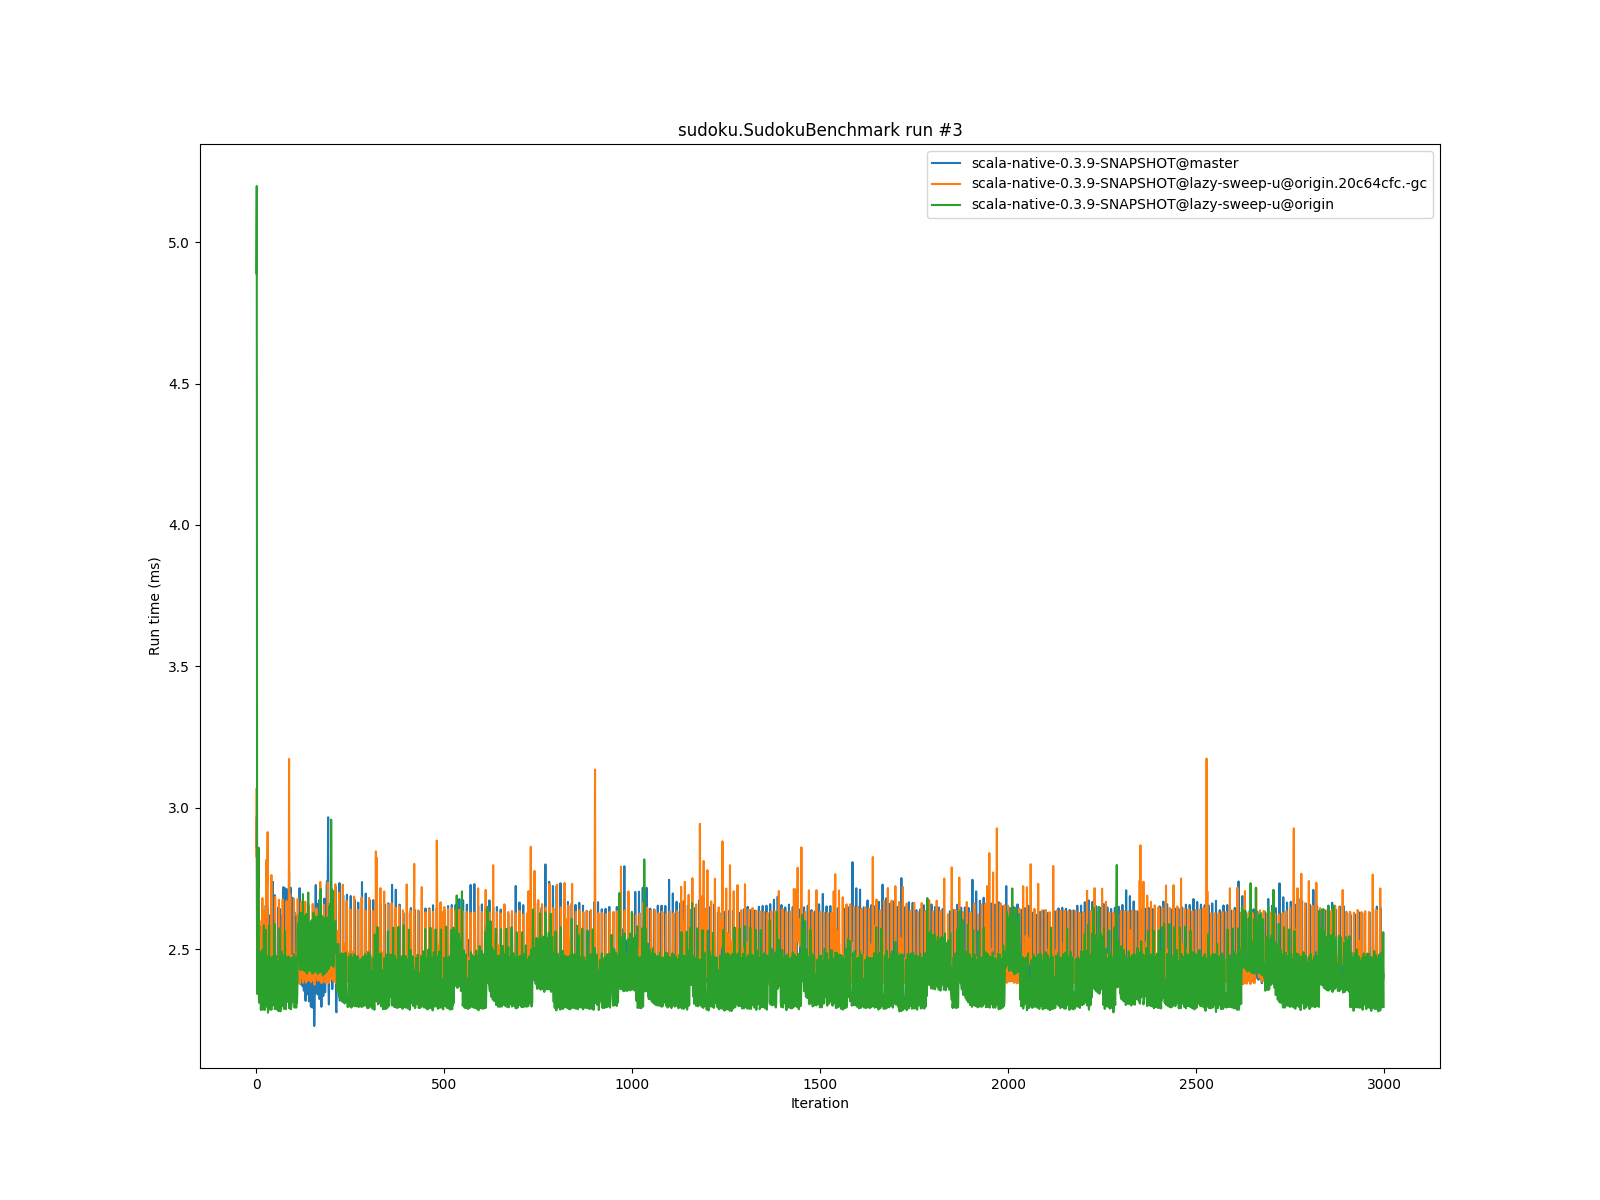 sudoku.SudokuBenchmark run #3
scala-native-0.3.9-SNAPSHOT@master
scala-native-0.3.9-SNAPSHOT@lazy-sweep-u@origin.20c64cfc.-gc
scala-native-0.3.9-SNAPSHOT@lazy-sweep-u@origin
5.0
4.5
4.0
3.5
3.0
2.5
Run time (ms)
0 500 1000 1500 2000 2500 3000
Iteration